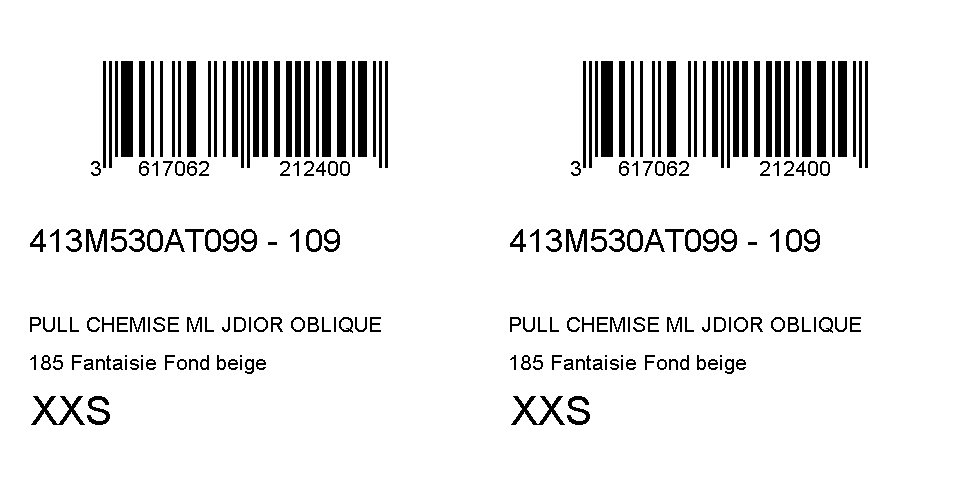 3 617062 212400
413M530AT099 - 109
PULL CHEMISE ML JDIOR OBLIQUE
185 Fantaisie Fond beige
XXS
3 617062 212400
413M530AT099 - 109
PULL CHEMISE ML JDIOR OBLIQUE
185 Fantaisie Fond beige
XXS